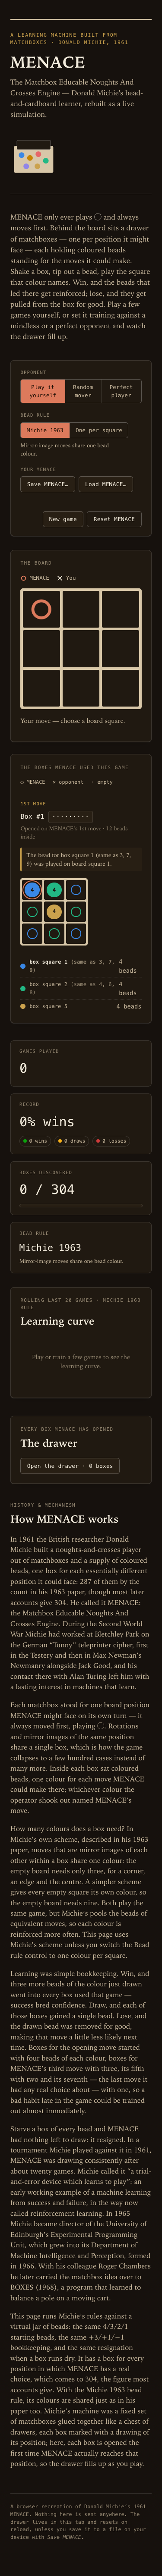 A LEARNING MACHINE BUILT FROM
MATCHBOXES · DONALD MICHIE, 1961
MENACE
The Matchbox Educable Noughts And
Crosses Engine — Donald Michie's bead-
and-cardboard learner, rebuilt as a live
simulation.
MENACE only ever plays ◯ and always
moves first. Behind the board sits a drawer
of matchboxes — one per position it might
face — each holding coloured beads
standing for the moves it could make.
Shake a box, tip out a bead, play the square
that colour names. Win, and the beads that
led there get reinforced; lose, and they get
pulled from the box for good. Play a few
games yourself, or set it training against a
mindless or a perfect opponent and watch
the drawer fill up.
OPPONENT
Play it yourself
Random mover
Perfect player
BEAD RULE
Michie 1963
One per square
Mirror-image moves share one bead
colour.
YOUR MENACE
Save MENACE…
Load MENACE…
New game
Reset MENACE
THE BOARD
MENACE
You
Your move — choose a board square.
THE BOXES MENACE USED THIS GAME
○ MENACE × opponent · empty
1ST MOVE
Box #1 · · · · · · · · ·
Opened on MENACE's 1st move · 12 beads
inside
The bead for box square 1 (same as 3, 7,
9) was played on board square 1.
4
4
4
box square 1 (same as 3, 7, 9) 4 beads
box square 2 (same as 4, 6, 8) 4 beads
box square 5 4 beads
GAMES PLAYED
0
RECORD
0% wins
0 wins
0 draws
0 losses
BOXES DISCOVERED
0 / 304
BEAD RULE
Michie 1963
Mirror-image moves share one bead colour.
ROLLING LAST 20 GAMES · MICHIE 1963
RULE
Learning curve
Play or train a few games to see the
learning curve.
EVERY BOX MENACE HAS OPENED
The drawer
Open the drawer · 0 boxes
HISTORY & MECHANISM
How MENACE works
In 1961 the British researcher Donald
Michie built a noughts-and-crosses player
out of matchboxes and a supply of coloured
beads, one box for each essentially different
position it could face: 287 of them by the
count in his 1963 paper, though most later
accounts give 304. He called it MENACE:
the Matchbox Educable Noughts And
Crosses Engine. During the Second World
War Michie had worked at Bletchley Park on
the German "Tunny" teleprinter cipher, first
in the Testery and then in Max Newman's
Newmanry alongside Jack Good, and his
contact there with Alan Turing left him with
a lasting interest in machines that learn.
Each matchbox stood for one board position
MENACE might face on its own turn — it
always moved first, playing ◯. Rotations
and mirror images of the same position
share a single box, which is how the game
collapses to a few hundred cases instead of
many more. Inside each box sat coloured
beads, one colour for each move MENACE
could make there; whichever colour the
operator shook out named MENACE's
move.
How many colours does a box need? In
Michie's own scheme, described in his 1963
paper, moves that are mirror images of each
other within a box share one colour: the
empty board needs only three, for a corner,
an edge and the centre. A simpler scheme
gives every empty square its own colour, so
the empty board needs nine. Both play the
same game, but Michie's pools the beads of
equivalent moves, so each colour is
reinforced more often. This page uses
Michie's scheme unless you switch the Bead
rule control to one colour per square.
Learning was simple bookkeeping. Win, and
three more beads of the colour just drawn
went into every box used that game —
success bred confidence. Draw, and each of
those boxes gained a single bead. Lose, and
the drawn bead was removed for good,
making that move a little less likely next
time. Boxes for the opening move started
with four beads of each colour, boxes for
MENACE's third move with three, its fifth
with two and its seventh — the last move it
had any real choice about — with one, so a
bad habit late in the game could be trained
out almost immediately.
Starve a box of every bead and MENACE
had nothing left to draw: it resigned. In a
tournament Michie played against it in 1961,
MENACE was drawing consistently after
about twenty games. Michie called it "a trial-
and-error device which learns to play": an
early working example of a machine learning
from success and failure, in the way now
called reinforcement learning. In 1965
Michie became director of the University of
Edinburgh's Experimental Programming
Unit, which grew into its Department of
Machine Intelligence and Perception, formed
in 1966. With his colleague Roger Chambers
he later carried the matchbox idea over to
BOXES (1968), a program that learned to
balance a pole on a moving cart.
This page runs Michie's rules against a
virtual jar of beads: the same 4/3/2/1
starting beads, the same +3/+1/−1
bookkeeping, and the same resignation
when a box runs dry. It has a box for every
position in which MENACE has a real
choice, which comes to 304, the figure most
accounts give. With the Michie 1963 bead
rule, its colours are shared just as in his
paper too. Michie's machine was a fixed set
of matchboxes glued together like a chest of
drawers, each box marked with a drawing of
its position; here, each box is opened the
first time MENACE actually reaches that
position, so the drawer fills up as you play.
A browser recreation of Donald Michie's 1961
MENACE. Nothing here is sent anywhere. The
drawer lives in this tab and resets on
reload, unless you save it to a file on your
device with Save MENACE.